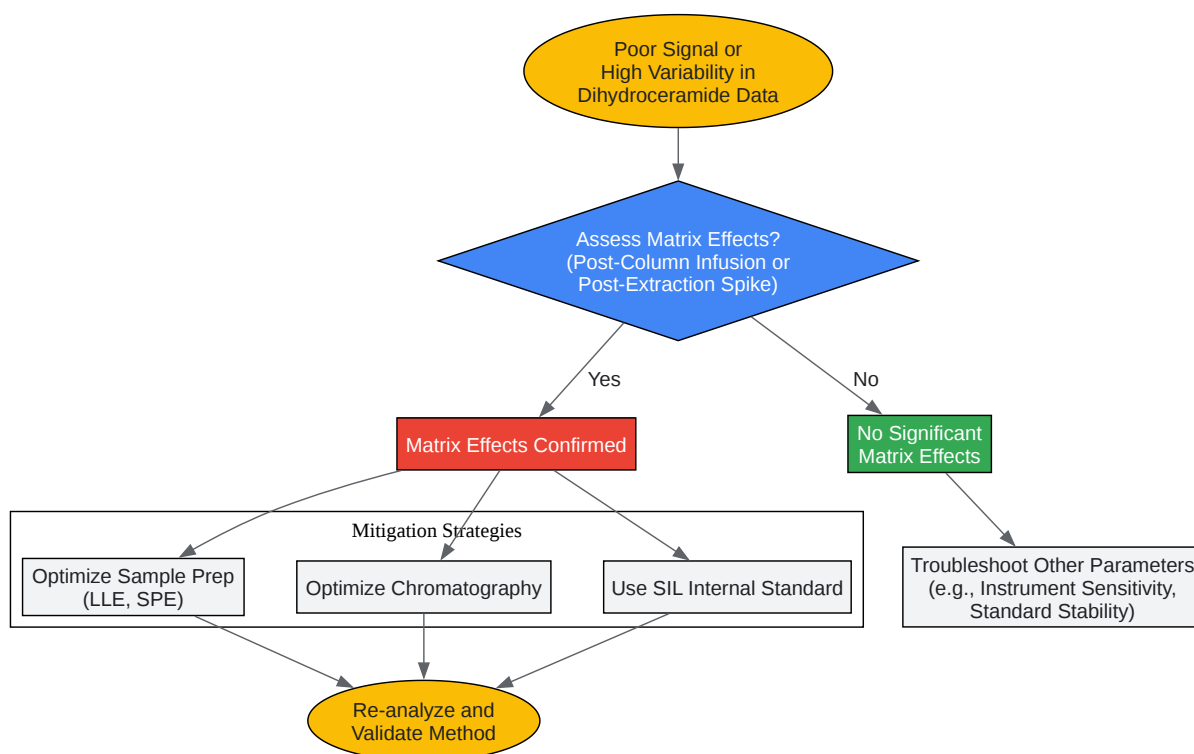 Poor Signal or
High Variability in
Dihydroceramide Data
Assess Matrix Effects?
(Post-Column Infusion or
Post-Extraction Spike)
Yes
No
Matrix Effects Confirmed
No Significant
Matrix Effects
Mitigation Strategies
Optimize Sample Prep
(LLE, SPE)
Optimize Chromatography
Use SIL Internal Standard
Troubleshoot Other Parameters
(e.g., Instrument Sensitivity,
Standard Stability)
Re-analyze and
Validate Method